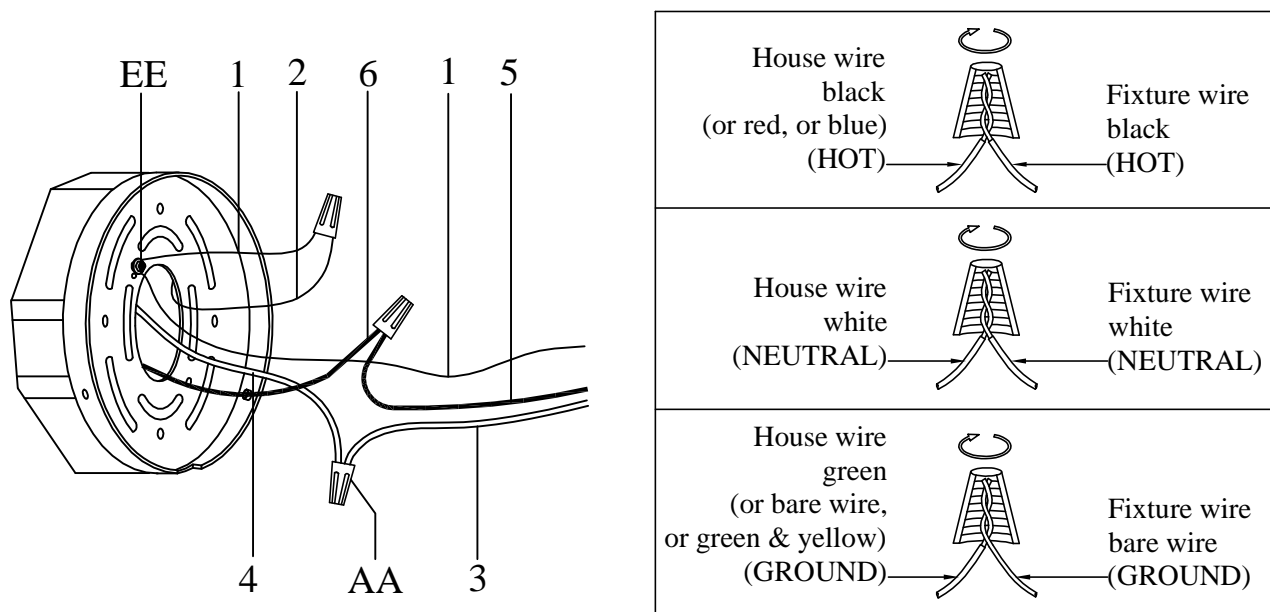 EE 1 2 6 1 5
4 AA 3
House wire
black
(or red, or blue)
(HOT)
Fixture wire
black
(HOT)
House wire
white
(NEUTRAL)
Fixture wire
white
(NEUTRAL)
House wire
green
(or bare wire,
or green & yellow)
(GROUND)
Fixture wire
bare wire
(GROUND)